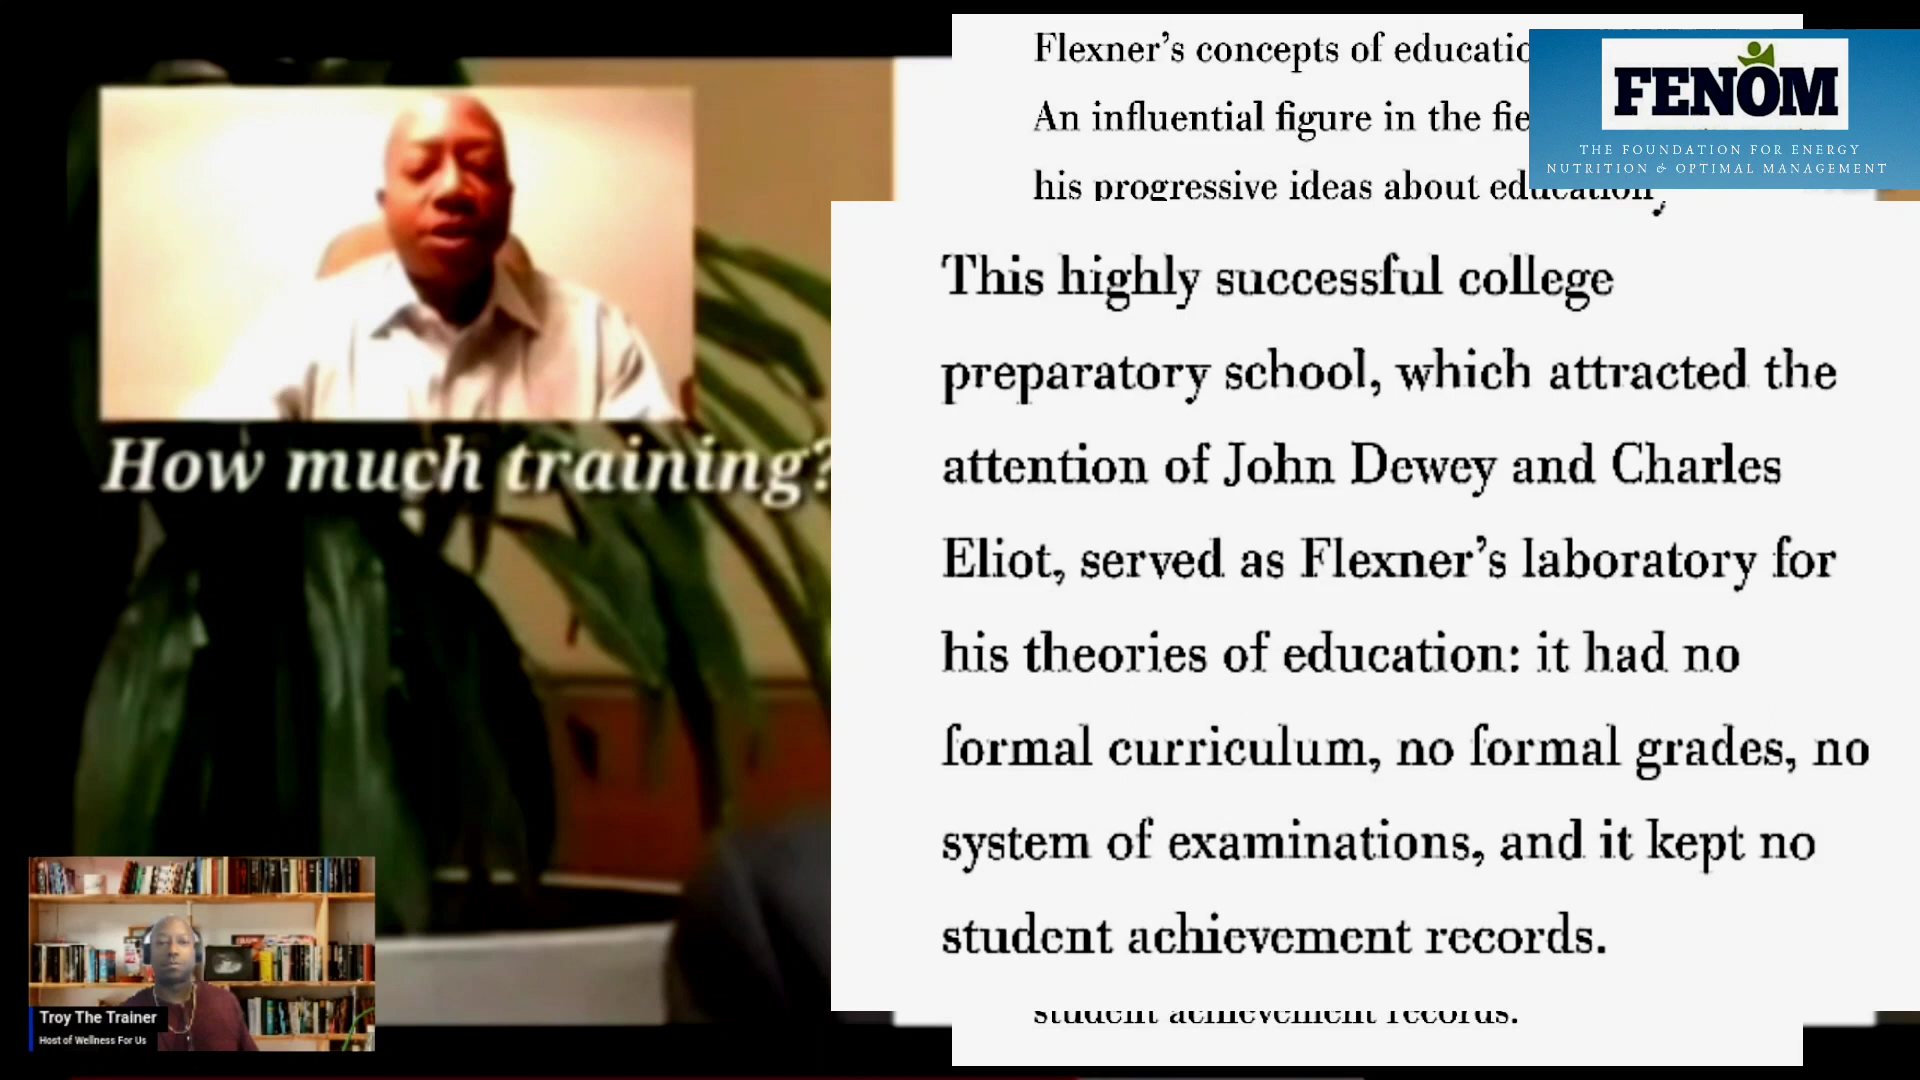 Flexner's concepts of educatio
An influential figure in the fie
his progressive ideas about education,
FENOM
THE FOUNDATION FOR ENERGY
NUTRITION & OPTIMAL MANAGEMENT
This highly successful college
preparatory school, which attracted the
attention of John Dewey and Charles
Eliot, served as Flexner's laboratory for
his theories of education: it had no
formal curriculum, no formal grades, no
system of examinations, and it kept no
student achievement records.
student achievement records.
How much training?
Troy The Trainer
Host of Wellness For Us